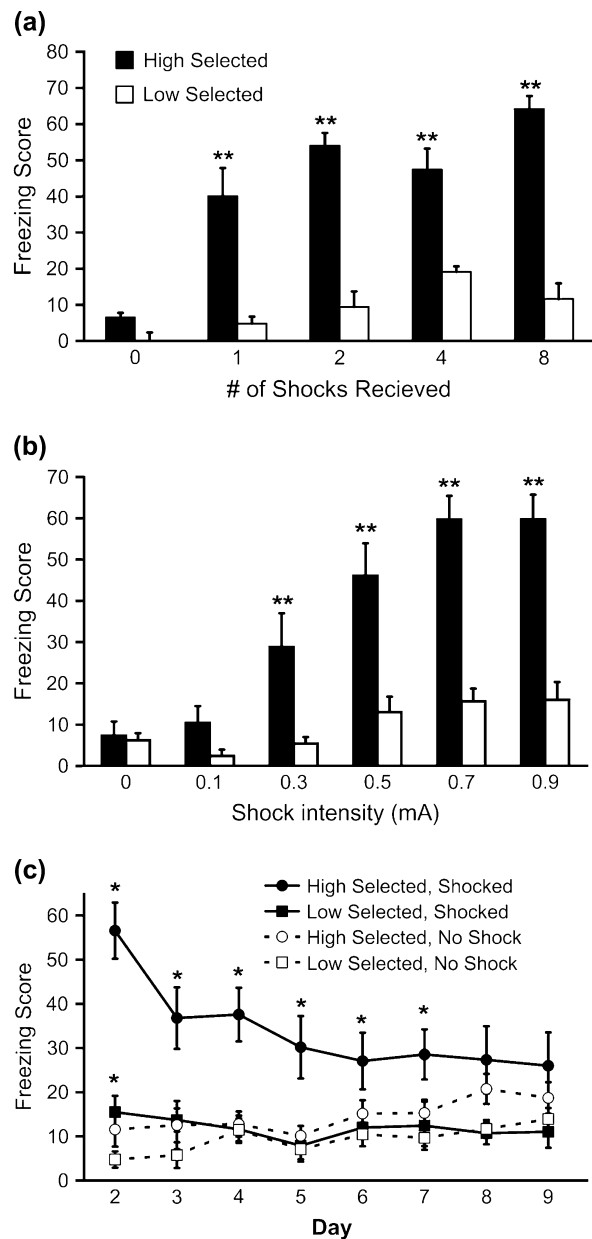 (a)
80
70
60
50
40
30
20
10
0
Freezing Score
High Selected
Low Selected
**
**
**
**
0 1 2 4 8
# of Shocks Recieved
(b)
70
60
50
40
30
20
10
0
Freezing Score
**
**
**
**
0 0.1 0.3 0.5 0.7 0.9
Shock intensity (mA)
(c)
60
50
40
30
20
10
0
Freezing Score
High Selected, Shocked
Low Selected, Shocked
High Selected, No Shock
Low Selected, No Shock
*
*
*
*
*
*
*
2 3 4 5 6 7 8 9
Day